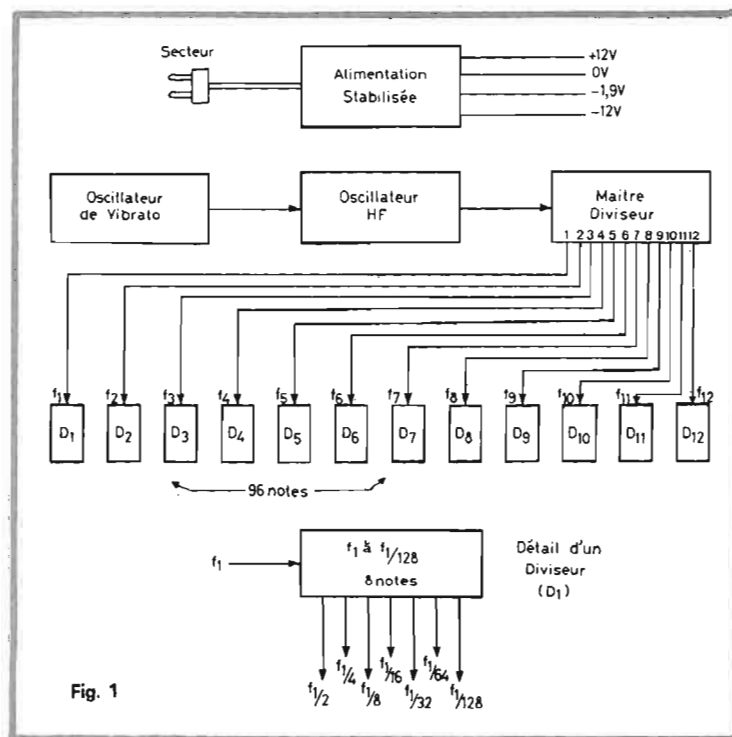 Secteur
Alimentation
Stabilisée
+12V
0V
-1,9V
-12V
Oscillateur
de Vibrato
Oscillateur
HF
Maitre
Diviseur
1 2 3 4 5 6 7 8 9 10 11 12
f1 f2 f3 f4 f5 f6 f7 f8 f9 f10 f11 f12
D1 D2 D3 D4 D5 D6 D7 D8 D9 D10 D11 D12
96 notes
f1
f1 à f1/128
8 notes
Détail d'un
Diviseur
(D1)
f1/2 f1/4 f1/8 f1/16 f1/32 f1/64 f1/128
Fig. 1